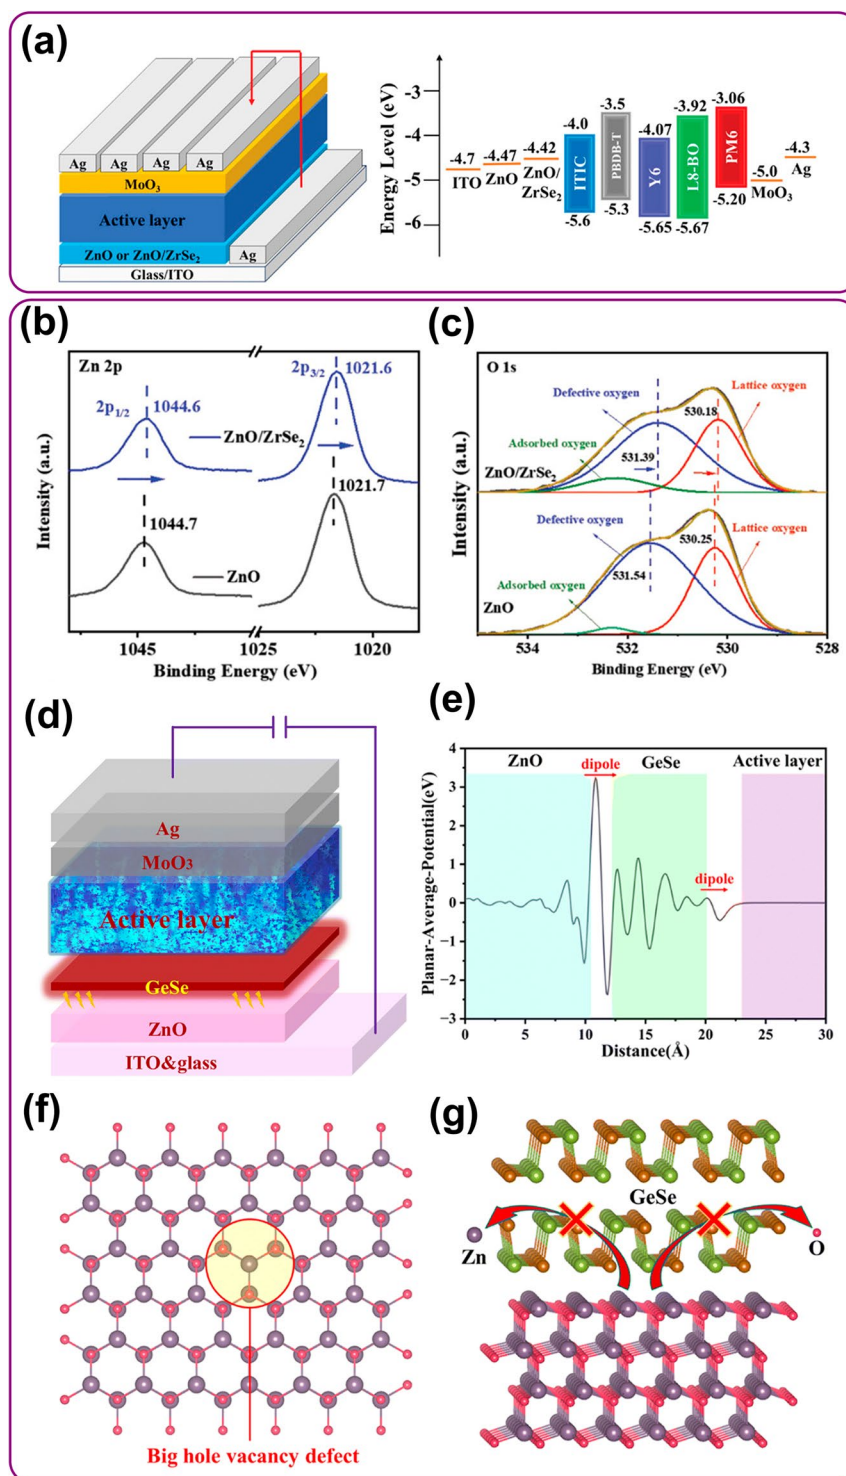 (a)
Ag Ag Ag Ag
MoO₃
Active layer
ZnO or ZnO/ZrSe₂
Ag
Glass/ITO
Energy Level (eV)
-3
-4
-5
-6
-4.7
ITO
-4.47
ZnO
-4.42
ZnO/
ZrSe₂
-4.0
ITIC
-5.6
-3.5
PBDB-T
-5.3
-4.07
Y6
-5.65
-3.92
L8-BO
-5.67
-3.06
PM6
-5.20
-5.0
MoO₃
-4.3
Ag
(b)
Zn 2p
2p₃/₂
1021.6
2p₁/₂
1044.6
ZnO/ZrSe₂
1021.7
1044.7
ZnO
Intensity (a.u.)
1045 1025 1020
Binding Energy (eV)
(c)
O 1s
Defective oxygen
Lattice oxygen
530.18
Adsorbed oxygen
531.39
ZnO/ZrSe₂
Defective oxygen
Lattice oxygen
530.25
Adsorbed oxygen
531.54
ZnO
Intensity (a.u.)
534 532 530 528
Binding Energy (eV)
(d)
Ag
MoO₃
Active layer
GeSe
ZnO
ITO&glass
(e)
ZnO
dipole
GeSe
Active layer
dipole
Planar-Average-Potential(eV)
4
3
2
1
0
−1
−2
−3
0 5 10 15 20 25 30
Distance(Å)
(f)
Big hole vacancy defect
(g)
GeSe
Zn
O